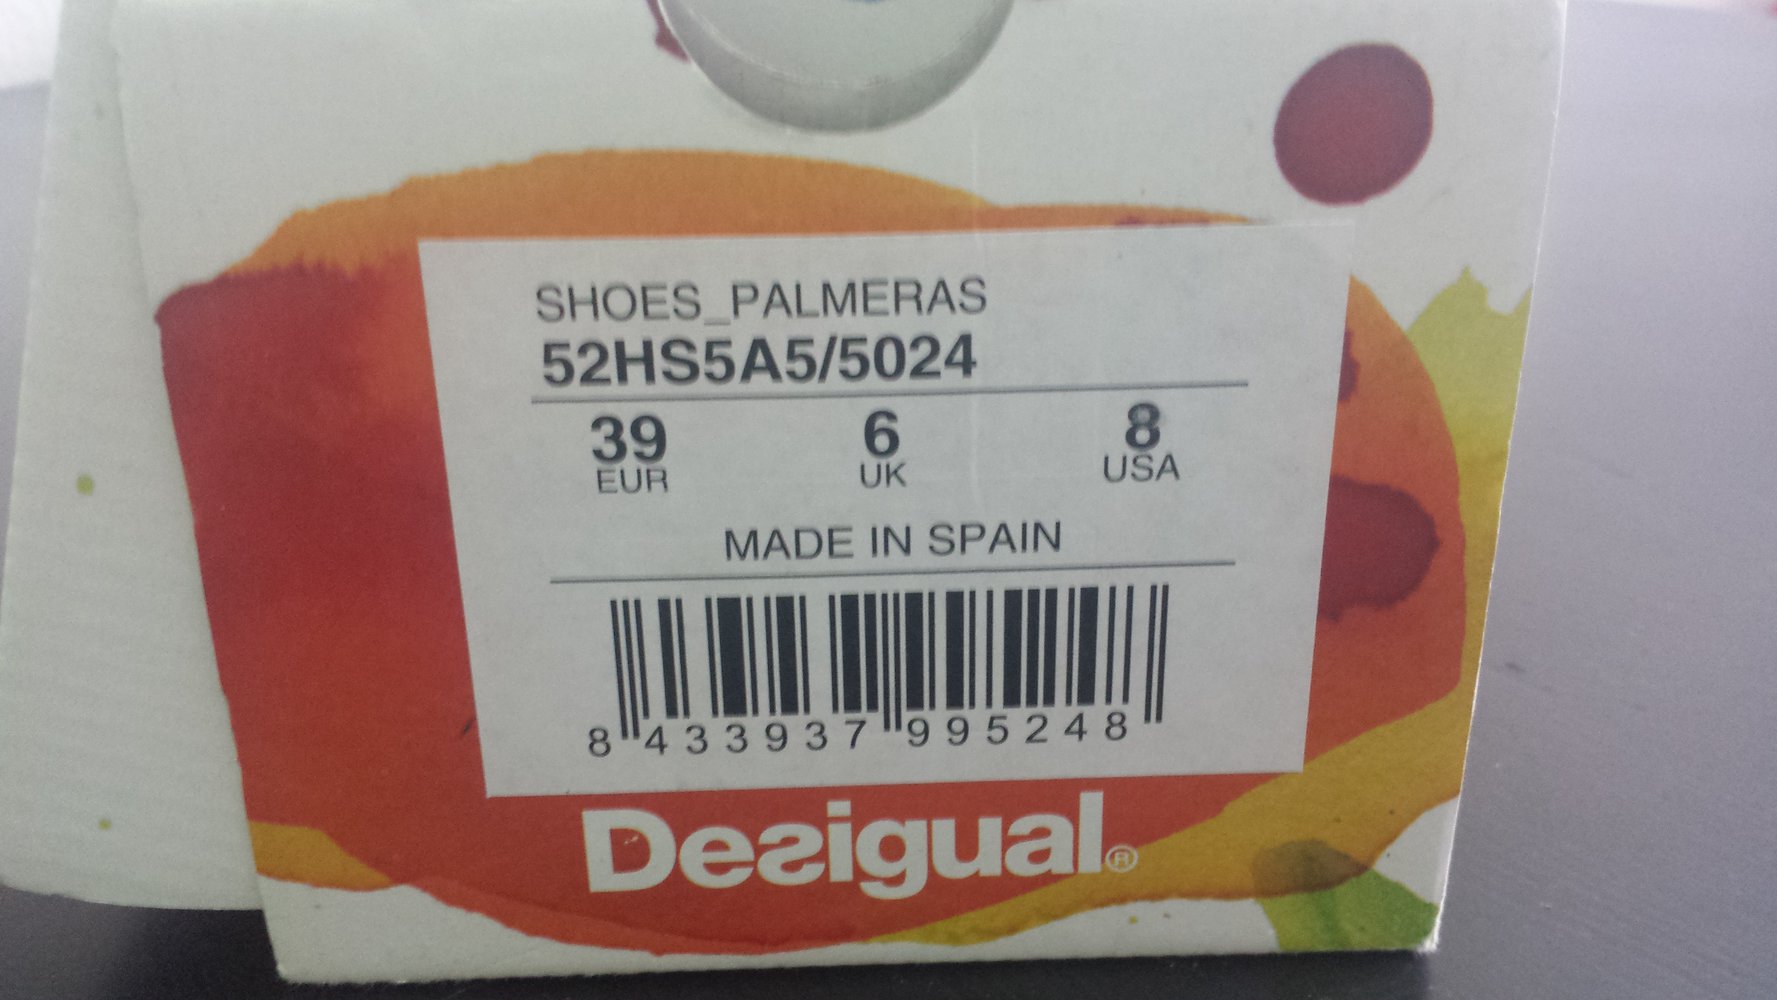 SHOES_PALMERAS
52HS5A5/5024
39 6 8
EUR UK USA
MADE IN SPAIN
8 433937 995248
Desigual®